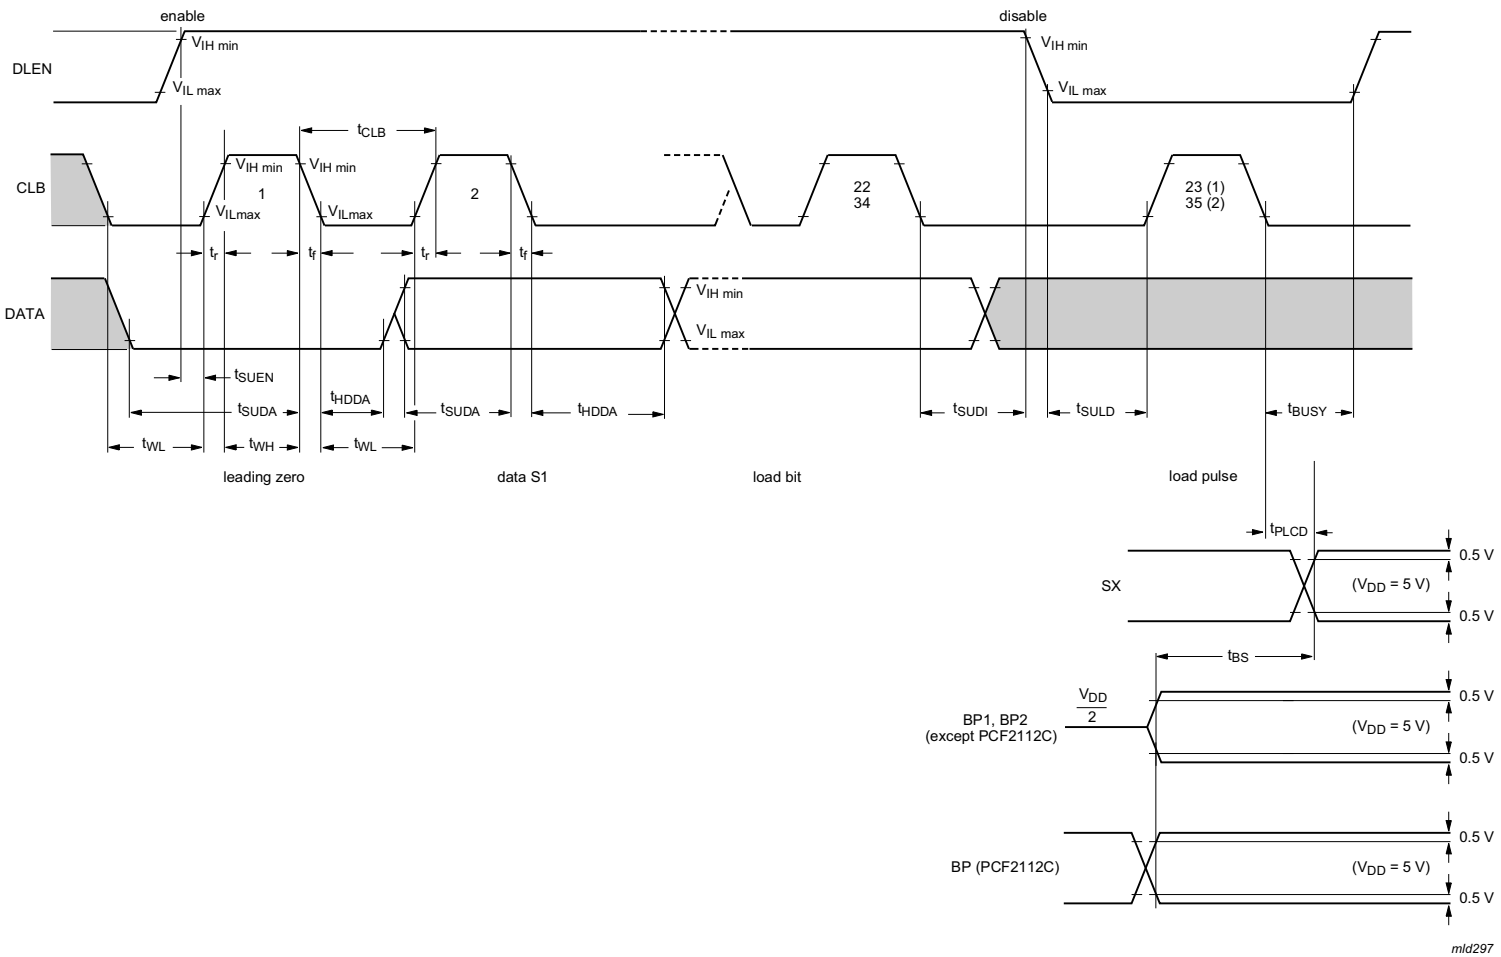 enable
disable
DLEN
VIH min
VIL max
VIH min
VIL max
tCLB
CLB
VIH min
VIH min
1
VILmax
VILmax
2
22
34
23 (1)
35 (2)
tr
tf
tr
tf
DATA
VIH min
VIL max
tSUEN
tSUDA
tHDDA
tSUDA
tHDDA
tSUDI
tSULD
tBUSY
tWL
tWH
tWL
leading zero
data S1
load bit
load pulse
tPLCD
0.5 V
SX
(VDD = 5 V)
0.5 V
tBS
VDD
2
0.5 V
BP1, BP2
(except PCF2112C)
(VDD = 5 V)
0.5 V
0.5 V
BP (PCF2112C)
(VDD = 5 V)
0.5 V
mld297